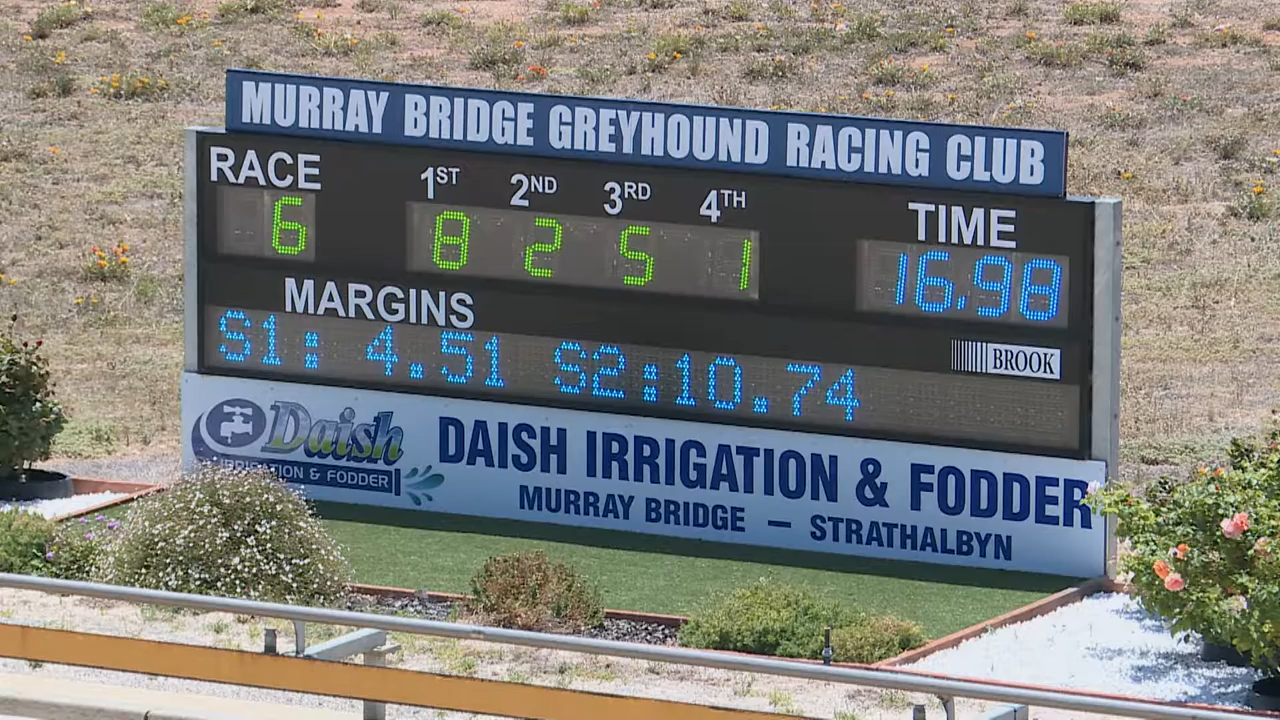 MURRAY BRIDGE GREYHOUND RACING CLUB
RACE 1ST 2ND 3RD 4TH TIME
6 8 2 5 1 16.98
MARGINS
BROOK
S1: 4.51 S2:10.74
Daish
IRRIGATION & FODDER
DAISH IRRIGATION & FODDER
MURRAY BRIDGE – STRATHALBYN